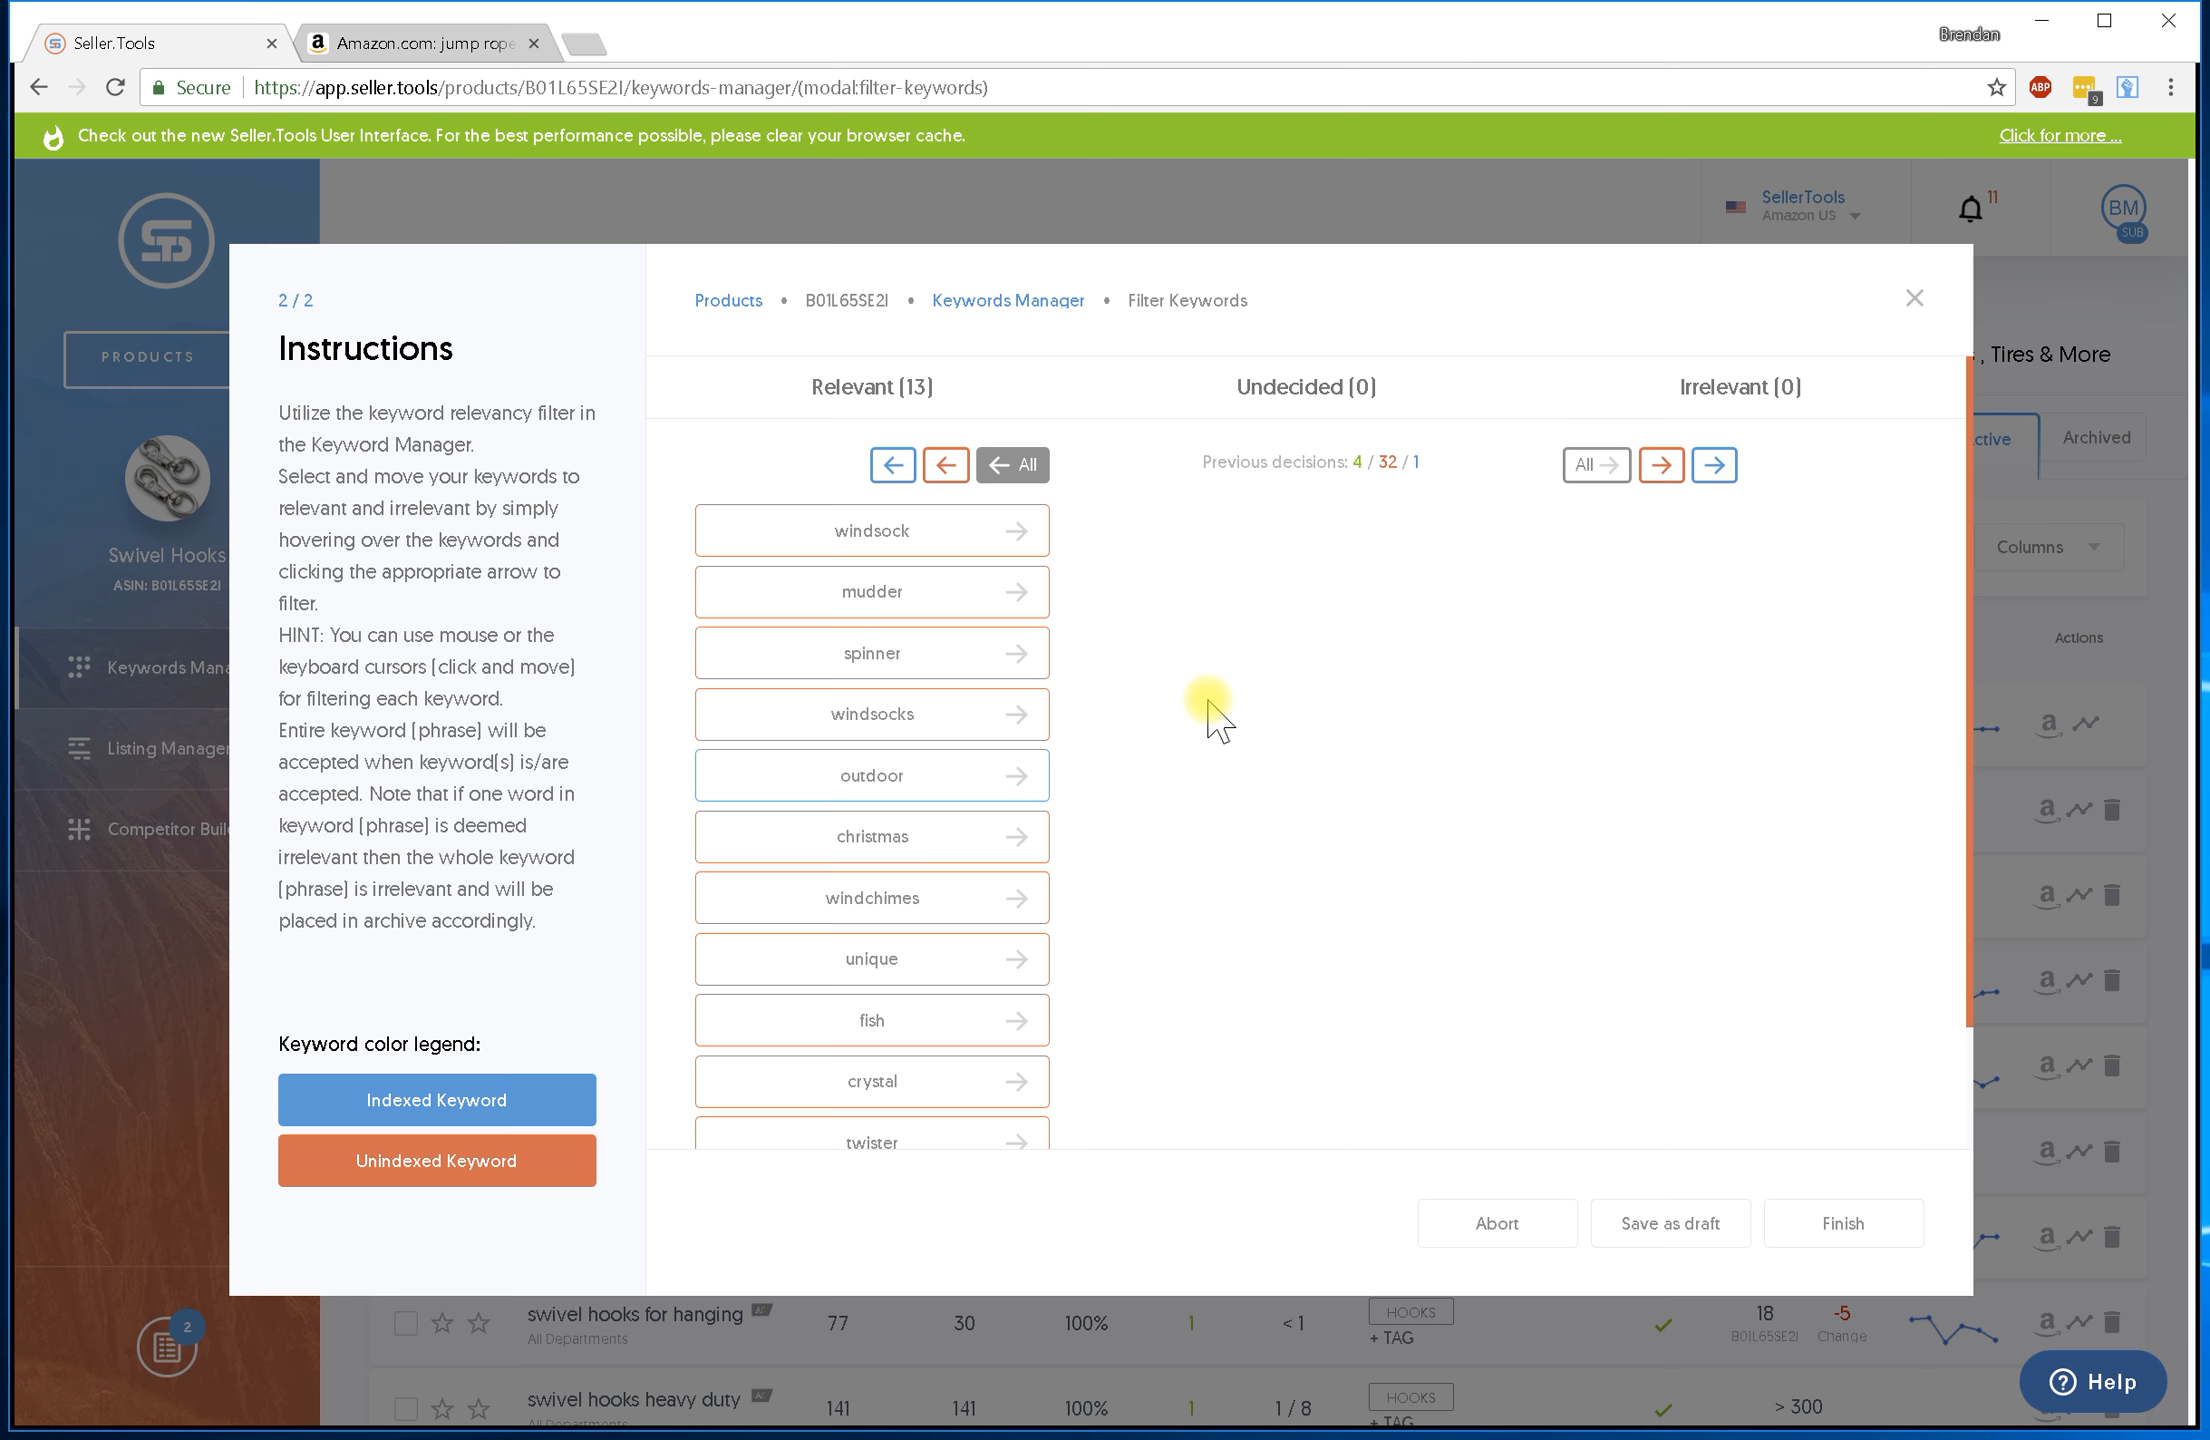 Seller.Tools
Amazon.com: jump rope
Brendan
Secure
https://app.seller.tools/products/B01L65SE2I/keywords-manager/(modal:filter-keywords)
ABP
9
Check out the new Seller.Tools User Interface. For the best performance possible, please clear your browser cache.
Click for more ...
SellerTools
Amazon US
11
BM
SUB
PRODUCTS
Swivel Hooks
ASIN: B01L65SE2I
Keywords Mana
Listing Manager
Competitor Buil
2
2 / 2
Instructions
Utilize the keyword relevancy filter in
the Keyword Manager.
Select and move your keywords to
relevant and irrelevant by simply
hovering over the keywords and
clicking the appropriate arrow to
filter.
HINT: You can use mouse or the
keyboard cursors (click and move)
for filtering each keyword.
Entire keyword (phrase) will be
accepted when keyword(s) is/are
accepted. Note that if one word in
keyword (phrase) is deemed
irrelevant then the whole keyword
(phrase) is irrelevant and will be
placed in archive accordingly.
Keyword color legend:
Indexed Keyword
Unindexed Keyword
Products • B01L65SE2I • Keywords Manager • Filter Keywords
Relevant (13)
Undecided (0)
Irrelevant (0)
All
Previous decisions: 4 / 32 / 1
All
windsock
mudder
spinner
windsocks
outdoor
christmas
windchimes
unique
fish
crystal
twister
Abort
Save as draft
Finish
, Tires & More
ctive
Archived
Columns
Actions
swivel hooks for hanging
All Departments
77
30
100%
1
< 1
HOOKS
+ TAG
18
B01L65SE2I
-5
Change
swivel hooks heavy duty
All Departments
141
141
100%
1
1 / 8
HOOKS
+ TAG
> 300
Help